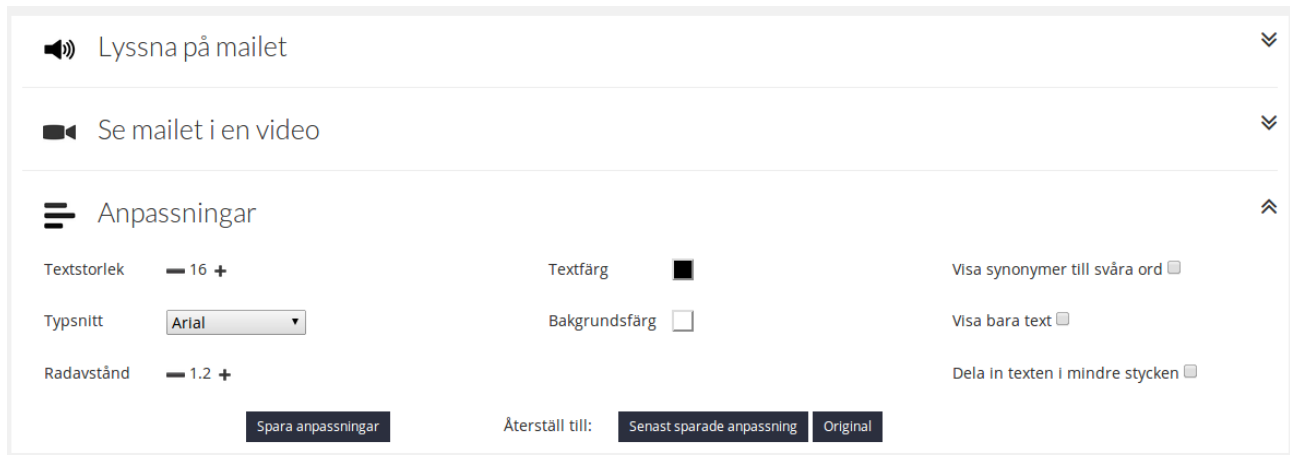 Lyssna på mailet
Se mailet i en video
Anpassningar
Textstorlek 16 + Textfärg Visa synonymer till svåra ord
Typsnitt Arial Bakgrundsfärg Visa bara text
Radavstånd 1.2 + Dela in texten i mindre stycken
Spara anpassningar Återställ till: Senast sparade anpassning Original